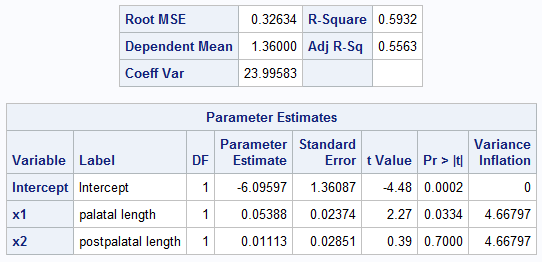 Root MSE 0.32634 R-Square 0.5932
Dependent Mean 1.36000 Adj R-Sq 0.5563
Coeff Var 23.99583
Parameter Estimates
Variable Label DF Parameter Estimate Standard Error t Value Pr > |t| Variance Inflation
Intercept Intercept 1 -6.09597 1.36087 -4.48 0.0002 0
x1 palatal length 1 0.05388 0.02374 2.27 0.0334 4.66797
x2 postpalatal length 1 0.01113 0.02851 0.39 0.7000 4.66797